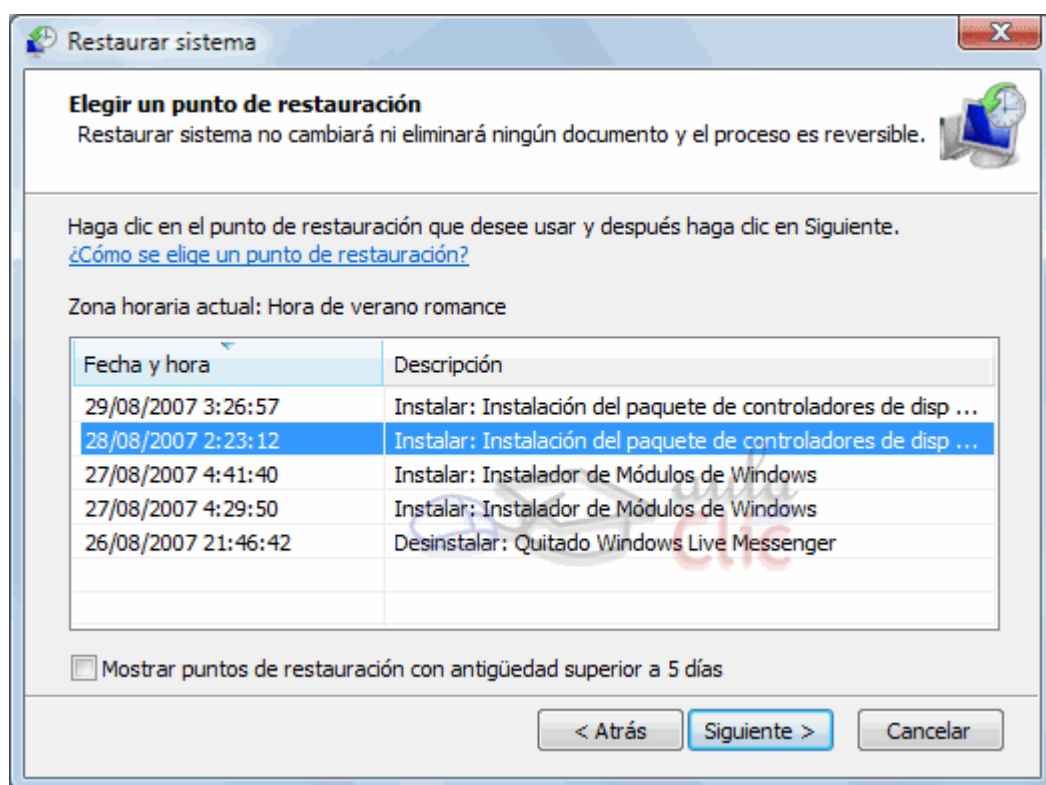 Restaurar sistema
Elegir un punto de restauración
Restaurar sistema no cambiará ni eliminará ningún documento y el proceso es reversible.
Haga clic en el punto de restauración que desee usar y después haga clic en Siguiente.
¿Cómo se elige un punto de restauración?
Zona horaria actual: Hora de verano romance
Fecha y hora Descripción
29/08/2007 3:26:57 Instalar: Instalación del paquete de controladores de disp ...
28/08/2007 2:23:12 Instalar: Instalación del paquete de controladores de disp ...
27/08/2007 4:41:40 Instalar: Instalador de Módulos de Windows
27/08/2007 4:29:50 Instalar: Instalador de Módulos de Windows
26/08/2007 21:46:42 Desinstalar: Quitado Windows Live Messenger
aula
Clic
Mostrar puntos de restauración con antigüedad superior a 5 días
< Atrás Siguiente > Cancelar